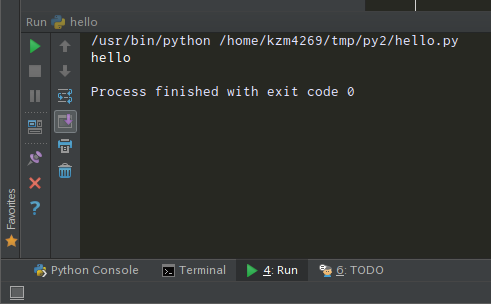 Run hello
/usr/bin/python /home/kzm4269/tmp/py2/hello.py
hello
Process finished with exit code 0
Favorites
Python Console Terminal 4: Run 6: TODO